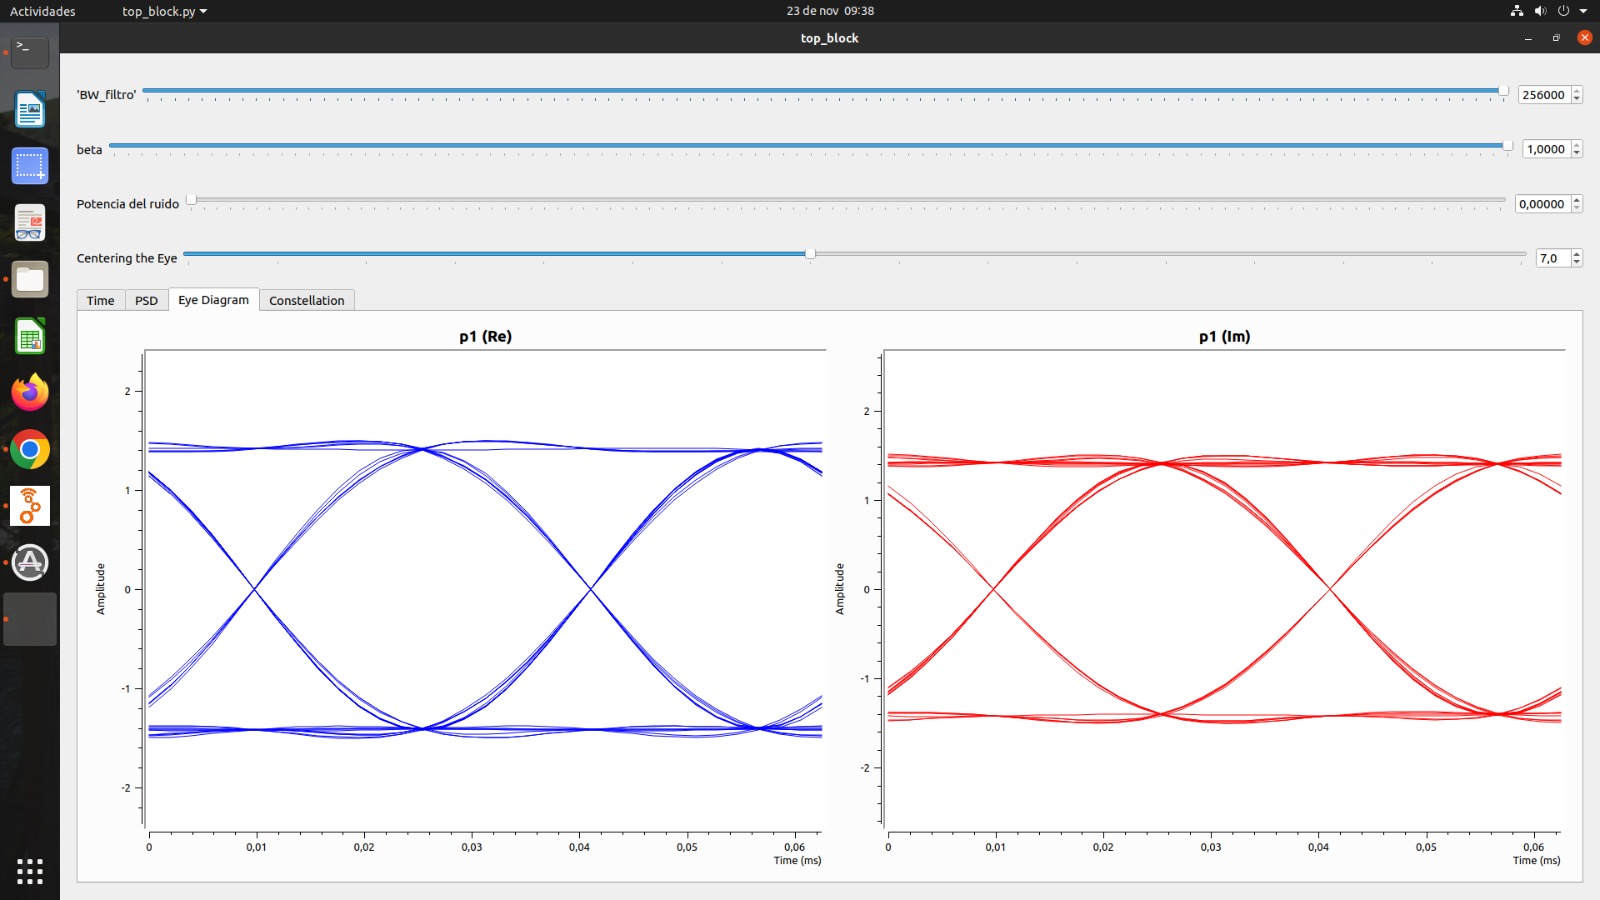 Actividades top_block.py 23 de nov 09:38
top_block
'BW_filtro' 256000
beta 1,0000
Potencia del ruido 0,00000
Centering the Eye 7,0
Time PSD Eye Diagram Constellation
p1 (Re)
2
1
0
-1
-2
Amplitude
0 0,01 0,02 0,03 0,04 0,05 0,06
Time (ms)
p1 (Im)
2
1
0
-1
-2
Amplitude
0 0,01 0,02 0,03 0,04 0,05 0,06
Time (ms)